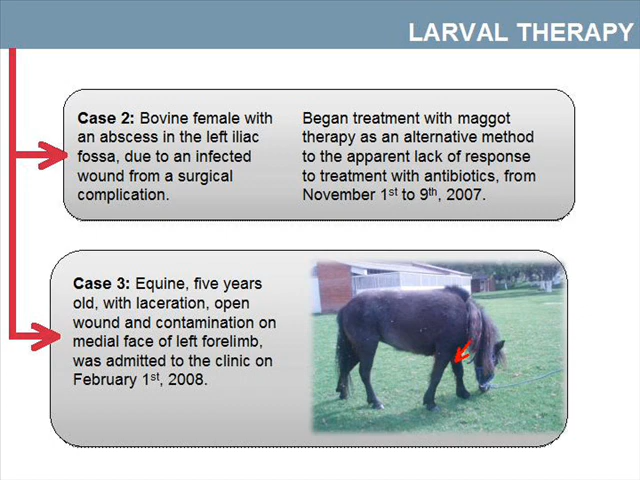 LARVAL THERAPY
Case 2: Bovine female with
an abscess in the left iliac
fossa, due to an infected
wound from a surgical
complication.
Began treatment with maggot
therapy as an alternative method
to the apparent lack of response
to treatment with antibiotics, from
November 1st to 9th, 2007.
Case 3: Equine, five years
old, with laceration, open
wound and contamination on
medial face of left forelimb,
was admitted to the clinic on
February 1st, 2008.